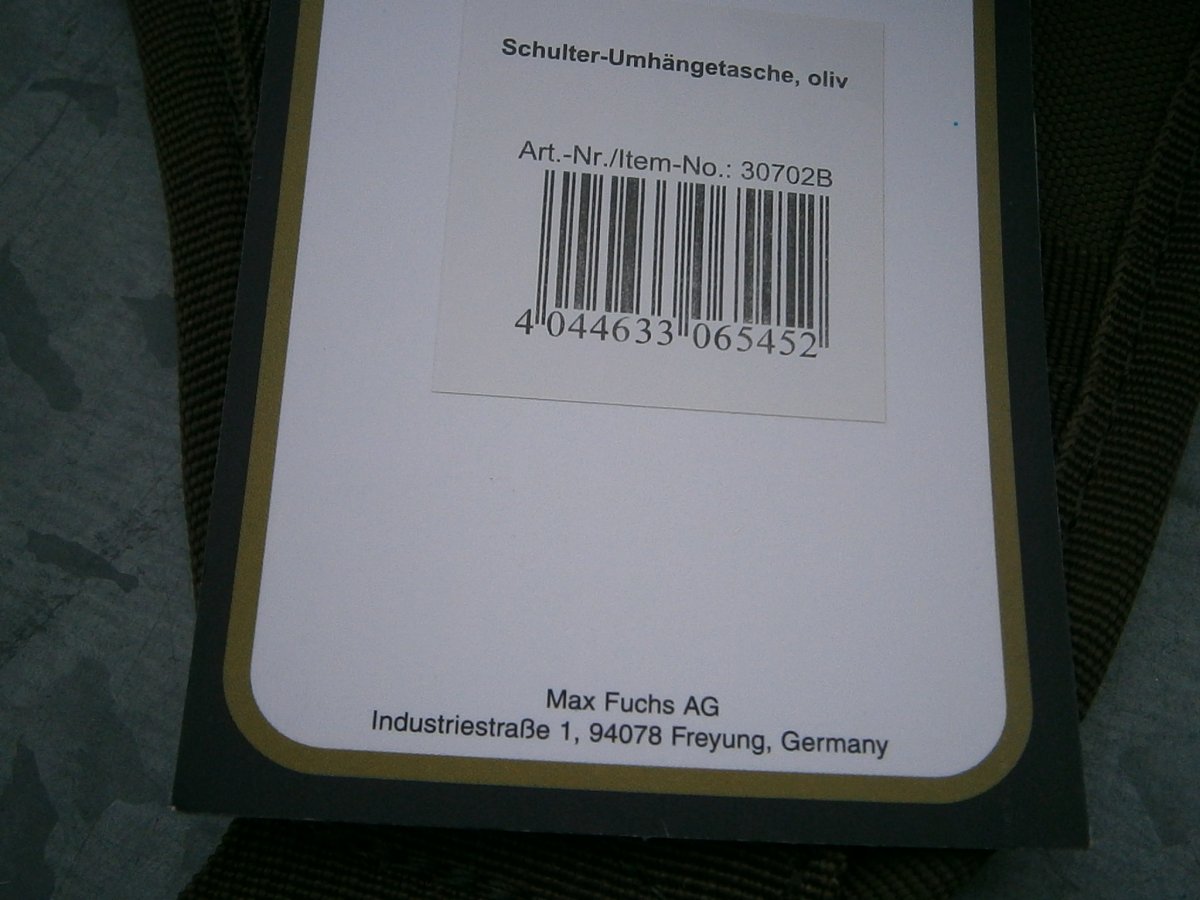 Schulter-Umhängetasche, oliv
Art.-Nr./Item-No.: 30702B
4 044633 065452
Max Fuchs AG
Industriestraße 1, 94078 Freyung, Germany